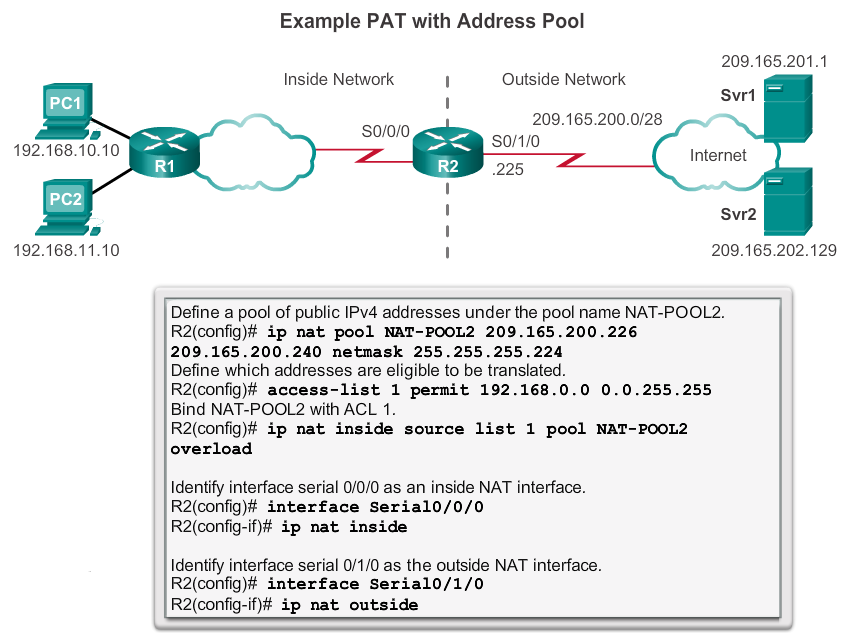 Example PAT with Address Pool
209.165.201.1
Inside Network
Outside Network
Svr1
PC1
209.165.200.0/28
S0/0/0
S0/1/0
192.168.10.10
R1
R2
.225
Internet
PC2
Svr2
192.168.11.10
209.165.202.129
Define a pool of public IPv4 addresses under the pool name NAT-POOL2.
R2(config)# ip nat pool NAT-POOL2 209.165.200.226
209.165.200.240 netmask 255.255.255.224
Define which addresses are eligible to be translated.
R2(config)# access-list 1 permit 192.168.0.0 0.0.255.255
Bind NAT-POOL2 with ACL 1.
R2(config)# ip nat inside source list 1 pool NAT-POOL2
overload
Identify interface serial 0/0/0 as an inside NAT interface.
R2(config)# interface Serial0/0/0
R2(config-if)# ip nat inside
Identify interface serial 0/1/0 as the outside NAT interface.
R2(config)# interface Serial0/1/0
R2(config-if)# ip nat outside